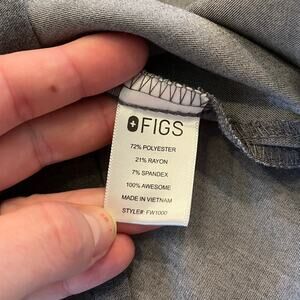 FIGS
72% POLYESTER
21% RAYON
7% SPANDEX
100% AWESOME
MADE IN VIETNAM
STYLE#: FW1000